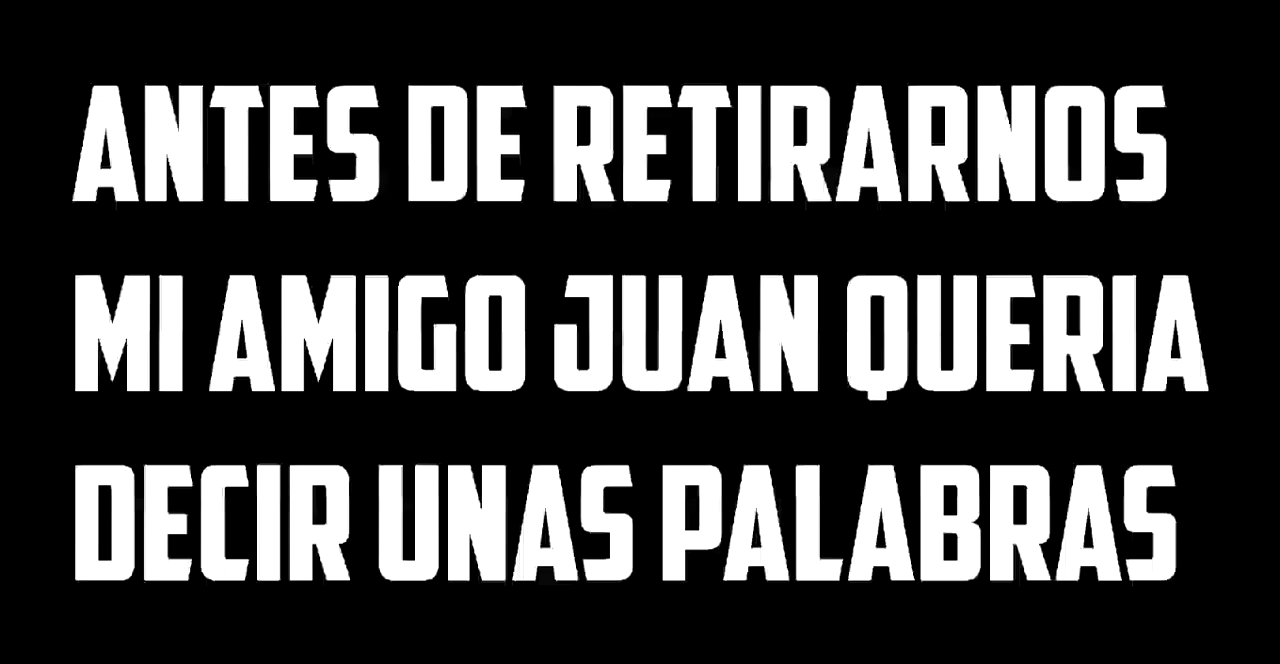 ANTES DE RETIRARNOS
MI AMIGO JUAN QUERIA
DECIR UNAS PALABRAS